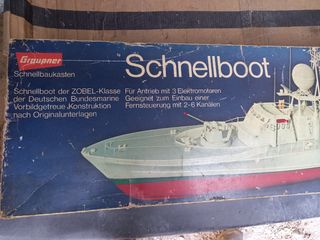 Graupner
Schnellbaukasten
Schnellboot
Schnellboot der ZOBEL-Klasse
der Deutschen Bundesmarine
Vorbildgetreue Konstruktion
nach Originalunterlagen
Für Antrieb mit 3 Elektromotoren
Geeignet zum Einbau einer
Fernsteuerung mit 2-6 Kanälen